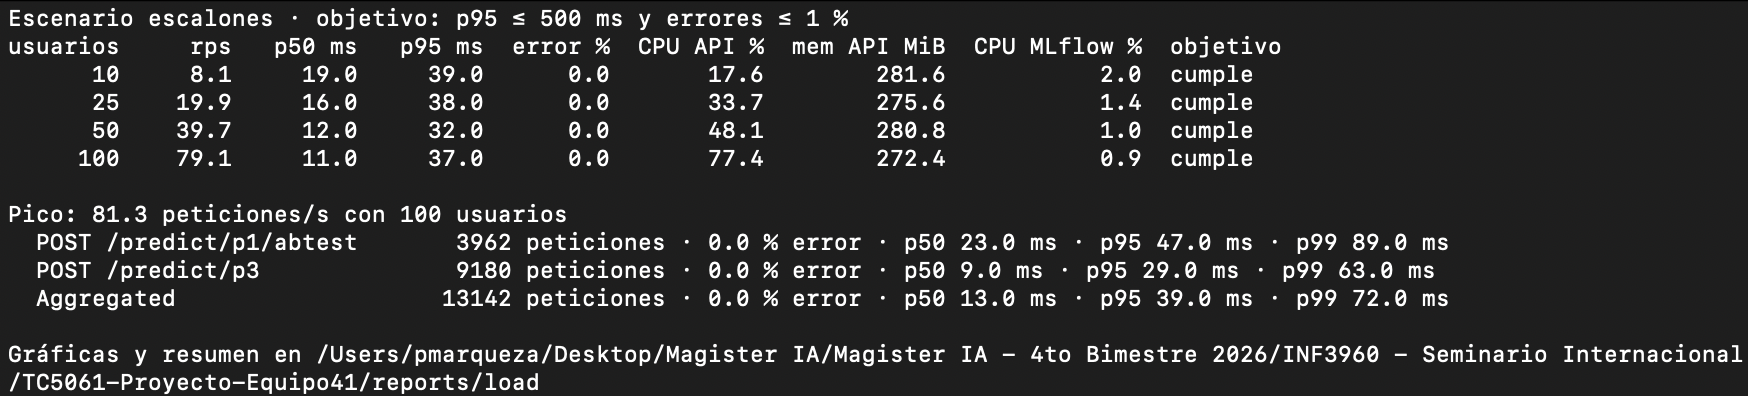 Escenario escalones · objetivo: p95 ≤ 500 ms y errores ≤ 1 %
usuarios rps p50 ms p95 ms error % CPU API % mem API MiB CPU MLflow % objetivo
10 8.1 19.0 39.0 0.0 17.6 281.6 2.0 cumple
25 19.9 16.0 38.0 0.0 33.7 275.6 1.4 cumple
50 39.7 12.0 32.0 0.0 48.1 280.8 1.0 cumple
100 79.1 11.0 37.0 0.0 77.4 272.4 0.9 cumple
Pico: 81.3 peticiones/s con 100 usuarios
POST /predict/p1/abtest 3962 peticiones · 0.0 % error · p50 23.0 ms · p95 47.0 ms · p99 89.0 ms
POST /predict/p3 9180 peticiones · 0.0 % error · p50 9.0 ms · p95 29.0 ms · p99 63.0 ms
Aggregated 13142 peticiones · 0.0 % error · p50 13.0 ms · p95 39.0 ms · p99 72.0 ms
Gráficas y resumen en /Users/pmarqueza/Desktop/Magister IA/Magister IA - 4to Bimestre 2026/INF3960 - Seminario Internacional
/TC5061-Proyecto-Equipo41/reports/load